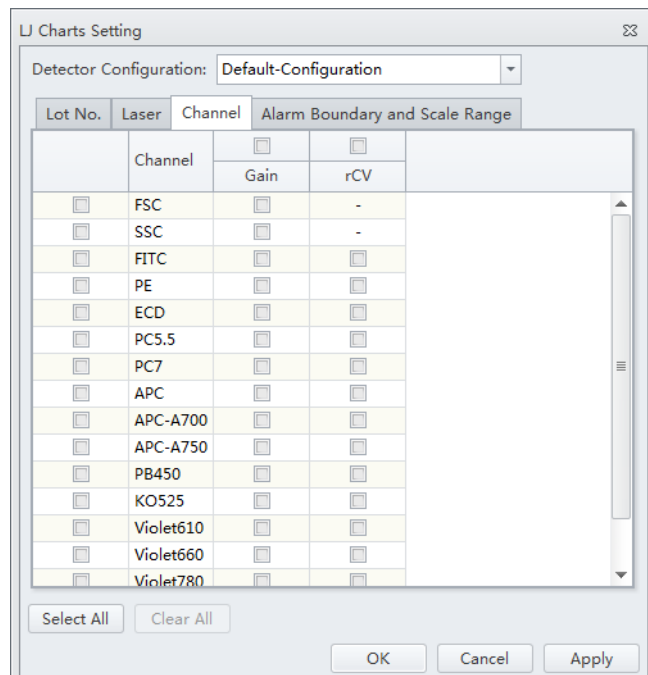 LJ Charts Setting
Detector Configuration: Default-Configuration
Lot No. Laser Channel Alarm Boundary and Scale Range
Channel
Gain rCV
FSC -
SSC -
FITC
PE
ECD
PC5.5
PC7
APC
APC-A700
APC-A750
PB450
KO525
Violet610
Violet660
Violet780
Select All Clear All
OK Cancel Apply